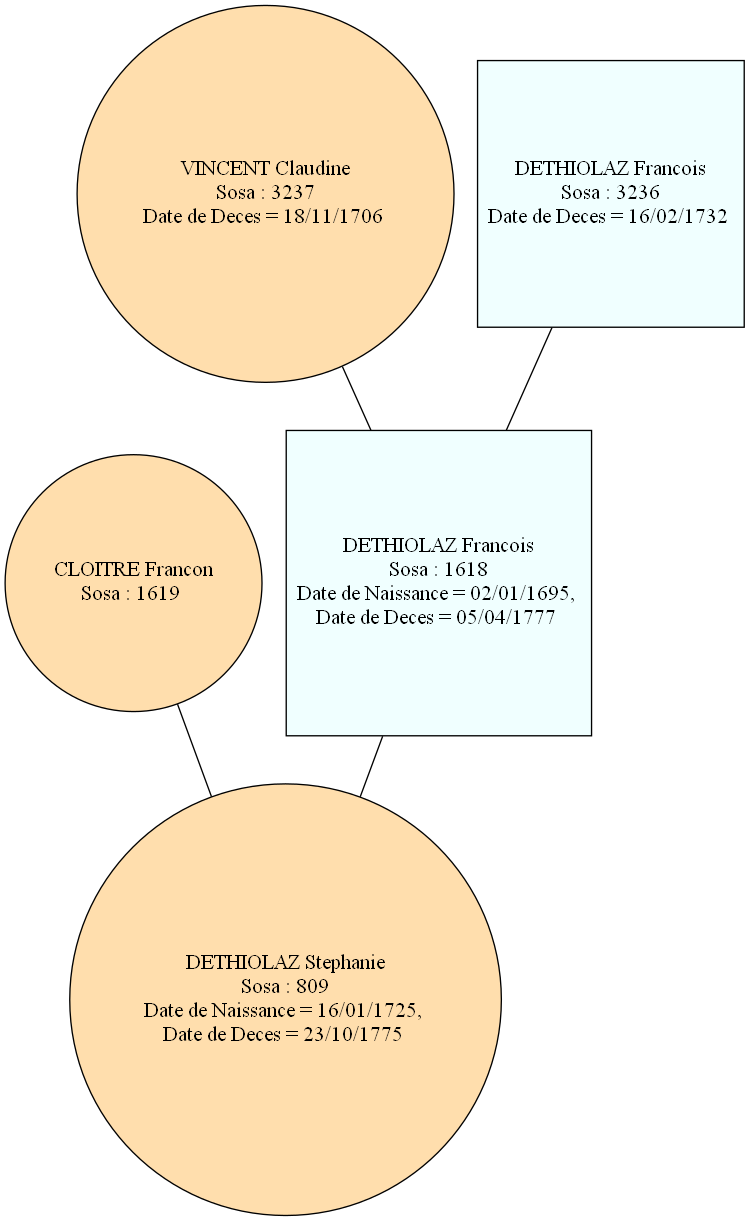 VINCENT Claudine
Sosa : 3237
Date de Deces = 18/11/1706
DETHIOLAZ Francois
Sosa : 3236
Date de Deces = 16/02/1732
CLOITRE Francon
Sosa : 1619
DETHIOLAZ Francois
Sosa : 1618
Date de Naissance = 02/01/1695,
Date de Deces = 05/04/1777
DETHIOLAZ Stephanie
Sosa : 809
Date de Naissance = 16/01/1725,
Date de Deces = 23/10/1775